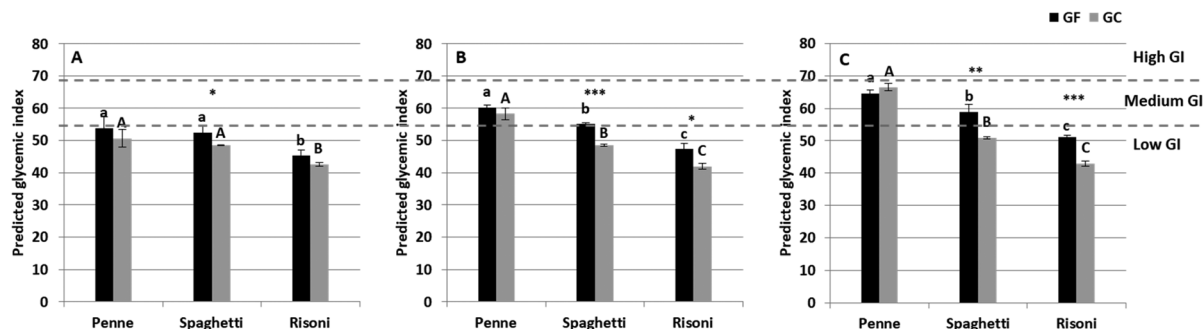 GF GC
Predicted glycemic index
80
70
60
50
40
30
20
10
0
A
*
a A
a A
b B
Penne Spaghetti Risoni
Predicted glycemic index
80
70
60
50
40
30
20
10
0
B
***
*
a A
b B
c C
Penne Spaghetti Risoni
Predicted glycemic index
80
70
60
50
40
30
20
10
0
C
**
***
a A
b B
c C
Penne Spaghetti Risoni
High GI
Medium GI
Low GI